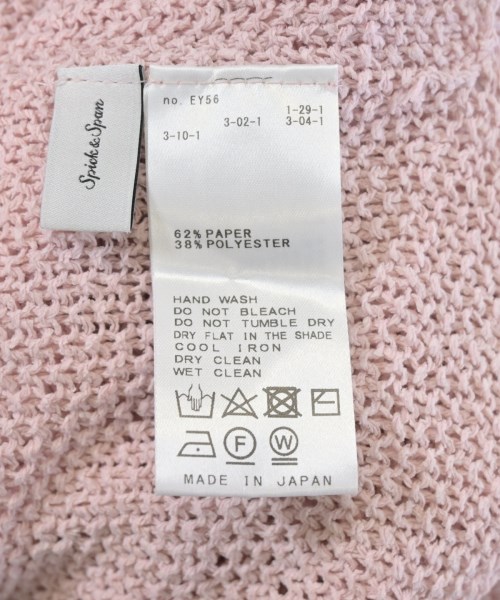 Spick & Span
no. EY56
1-29-1
3-02-1 3-04-1
3-10-1
62% PAPER
38% POLYESTER
HAND WASH
DO NOT BLEACH
DO NOT TUMBLE DRY
DRY FLAT IN THE SHADE
COOL IRON
DRY CLEAN
WET CLEAN
F W
MADE IN JAPAN